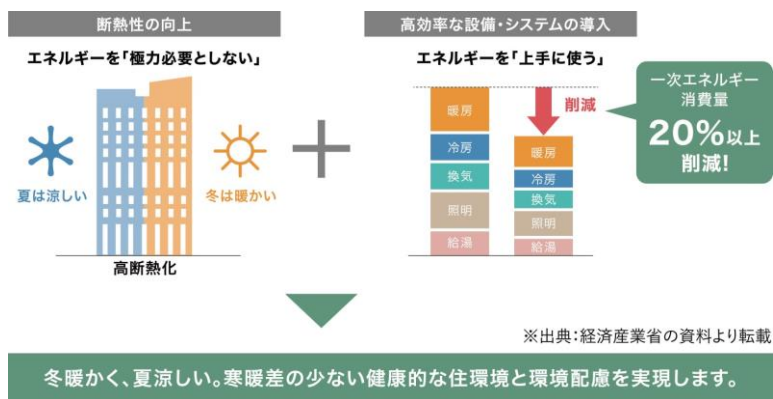 断熱性の向上
エネルギーを「極力必要としない」
夏は涼しい
冬は暖かい
高断熱化
高効率な設備・システムの導入
エネルギーを「上手に使う」
削減
暖房
冷房
換気
照明
給湯
暖房
冷房
換気
照明
給湯
一次エネルギー
消費量
20%以上
削減!
※出典：経済産業省の資料より転載
冬暖かく、夏涼しい。寒暖差の少ない健康的な住環境と環境配慮を実現します。